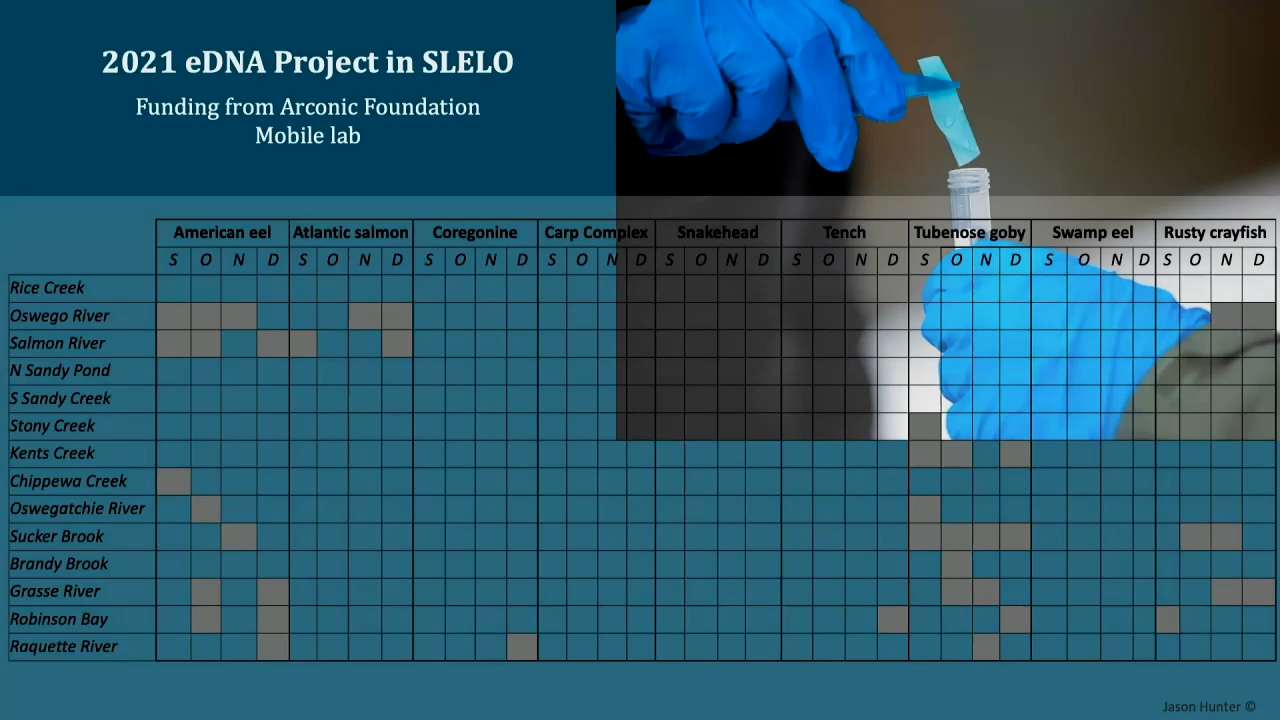 2021 eDNA Project in SLELO
Funding from Arconic Foundation
Mobile lab
American eel Atlantic salmon Coregonine Carp Complex Snakehead Tench Tubenose goby Swamp eel Rusty crayfish
S O N D S O N D S O N D S O N D S O N D S O N D S O N D S O N D S O N D
Rice Creek
Oswego River
Salmon River
N Sandy Pond
S Sandy Creek
Stony Creek
Kents Creek
Chippewa Creek
Oswegatchie River
Sucker Brook
Brandy Brook
Grasse River
Robinson Bay
Raquette River
Jason Hunter ©